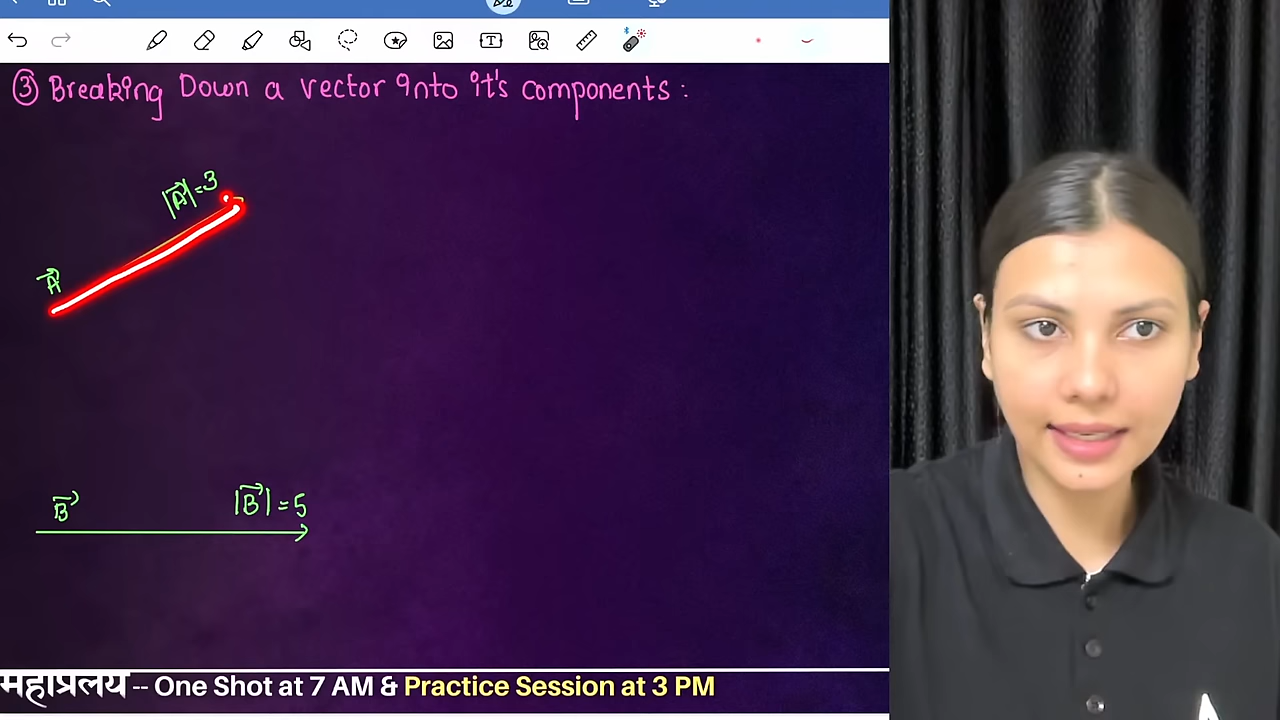 ③ Breaking Down a vector into it's components :
|A⃗|=3
A⃗
B⃗ |B⃗|=5
महाप्रलय -- One Shot at 7 AM & Practice Session at 3 PM